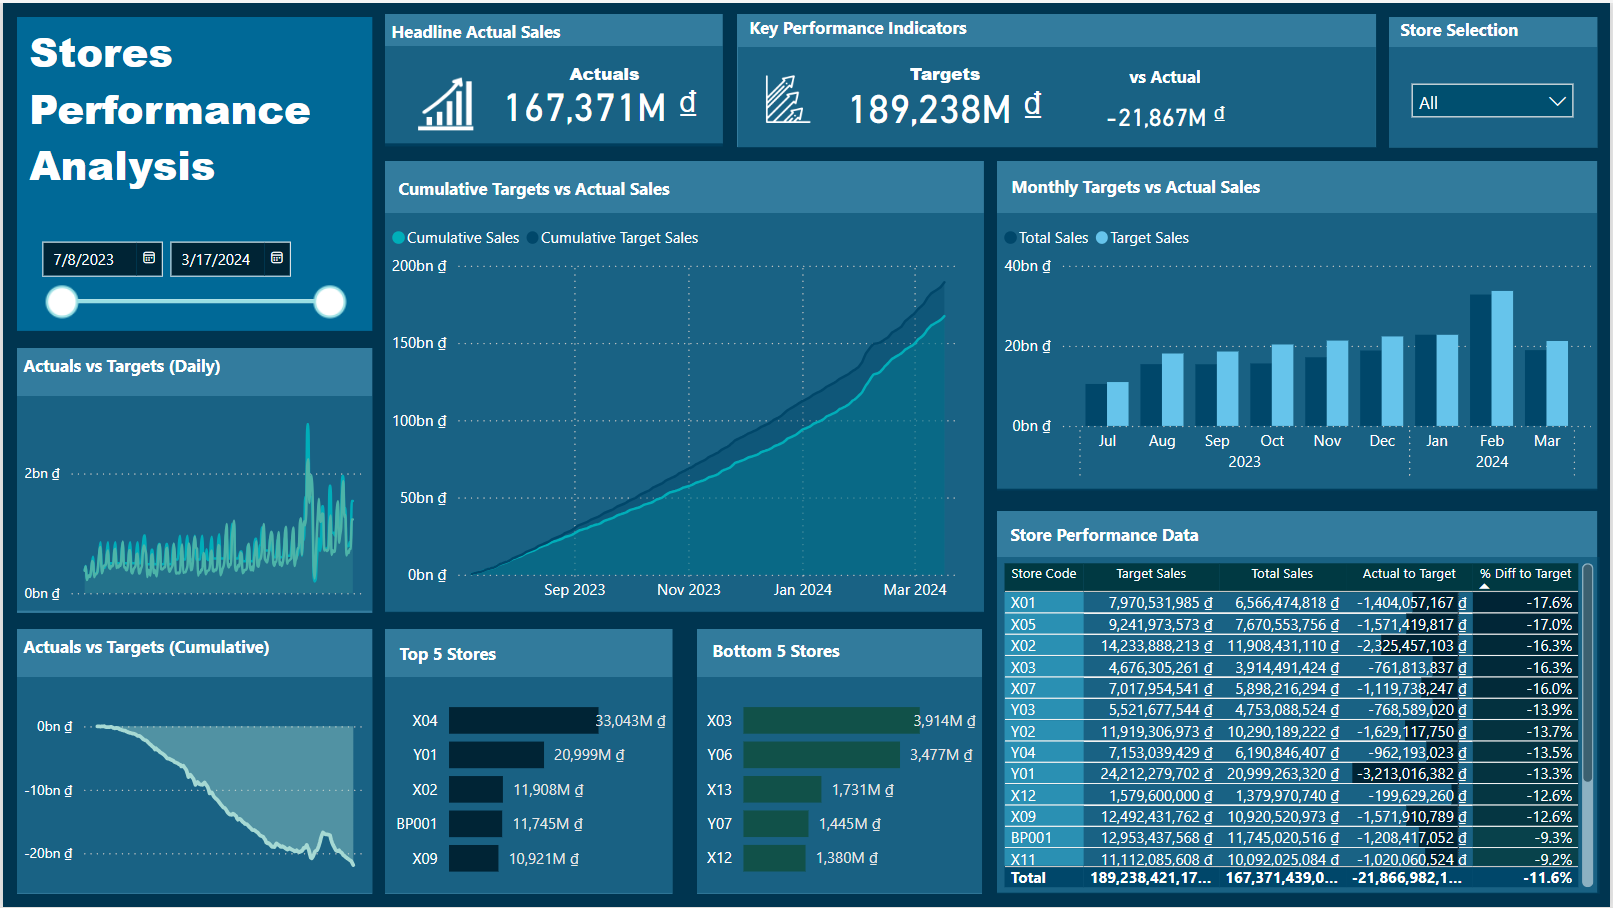 Stores
Performance
Analysis
7/8/2023
3/17/2024
Headline Actual Sales
Actuals
167,371M ₫
Key Performance Indicators
Targets
189,238M ₫
vs Actual
-21,867M ₫
Store Selection
All
Actuals vs Targets (Daily)
2bn ₫
0bn ₫
Actuals vs Targets (Cumulative)
0bn ₫
-10bn ₫
-20bn ₫
Cumulative Targets vs Actual Sales
Cumulative Sales Cumulative Target Sales
200bn ₫
150bn ₫
100bn ₫
50bn ₫
0bn ₫
Sep 2023 Nov 2023 Jan 2024 Mar 2024
Monthly Targets vs Actual Sales
Total Sales Target Sales
40bn ₫
20bn ₫
0bn ₫
Jul Aug Sep Oct Nov Dec Jan Feb Mar
2023 2024
Top 5 Stores
X04 33,043M ₫
Y01 20,999M ₫
X02 11,908M ₫
BP001 11,745M ₫
X09 10,921M ₫
Bottom 5 Stores
X03 3,914M ₫
Y06 3,477M ₫
X13 1,731M ₫
Y07 1,445M ₫
X12 1,380M ₫
Store Performance Data
Store Code Target Sales Total Sales Actual to Target % Diff to Target
X01 7,970,531,985 ₫ 6,566,474,818 ₫ -1,404,057,167 ₫ -17.6%
X05 9,241,973,573 ₫ 7,670,553,756 ₫ -1,571,419,817 ₫ -17.0%
X02 14,233,888,213 ₫ 11,908,431,110 ₫ -2,325,457,103 ₫ -16.3%
X03 4,676,305,261 ₫ 3,914,491,424 ₫ -761,813,837 ₫ -16.3%
X07 7,017,954,541 ₫ 5,898,216,294 ₫ -1,119,738,247 ₫ -16.0%
Y03 5,521,677,544 ₫ 4,753,088,524 ₫ -768,589,020 ₫ -13.9%
Y02 11,919,306,973 ₫ 10,290,189,222 ₫ -1,629,117,750 ₫ -13.7%
Y04 7,153,039,429 ₫ 6,190,846,407 ₫ -962,193,023 ₫ -13.5%
Y01 24,212,279,702 ₫ 20,999,263,320 ₫ -3,213,016,382 ₫ -13.3%
X12 1,579,600,000 ₫ 1,379,970,740 ₫ -199,629,260 ₫ -12.6%
X09 12,492,431,762 ₫ 10,920,520,973 ₫ -1,571,910,789 ₫ -12.6%
BP001 12,953,437,568 ₫ 11,745,020,516 ₫ -1,208,417,052 ₫ -9.3%
X11 11,112,085,608 ₫ 10,092,025,084 ₫ -1,020,060,524 ₫ -9.2%
Total 189,238,421,17... 167,371,439,0... -21,866,982,1... -11.6%